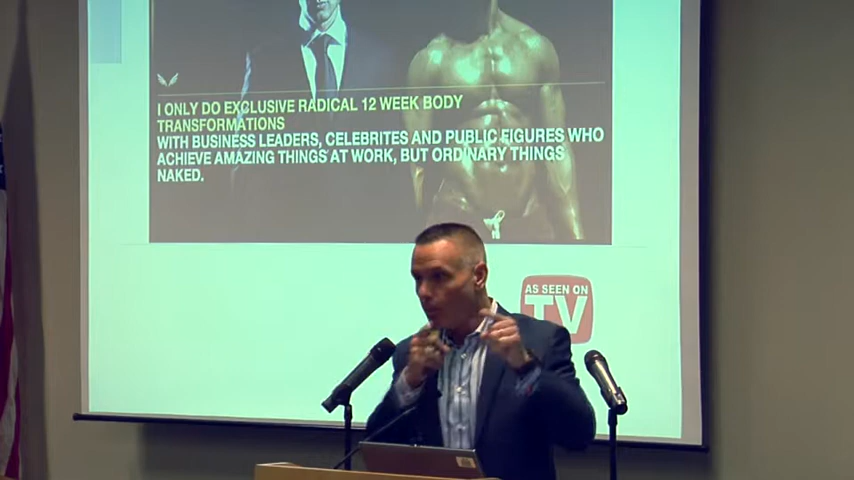 I ONLY DO EXCLUSIVE RADICAL 12 WEEK BODY
TRANSFORMATIONS
WITH BUSINESS LEADERS, CELEBRITES AND PUBLIC FIGURES WHO
ACHIEVE AMAZING THINGS AT WORK, BUT ORDINARY THINGS
NAKED.
AS SEEN ON
TV